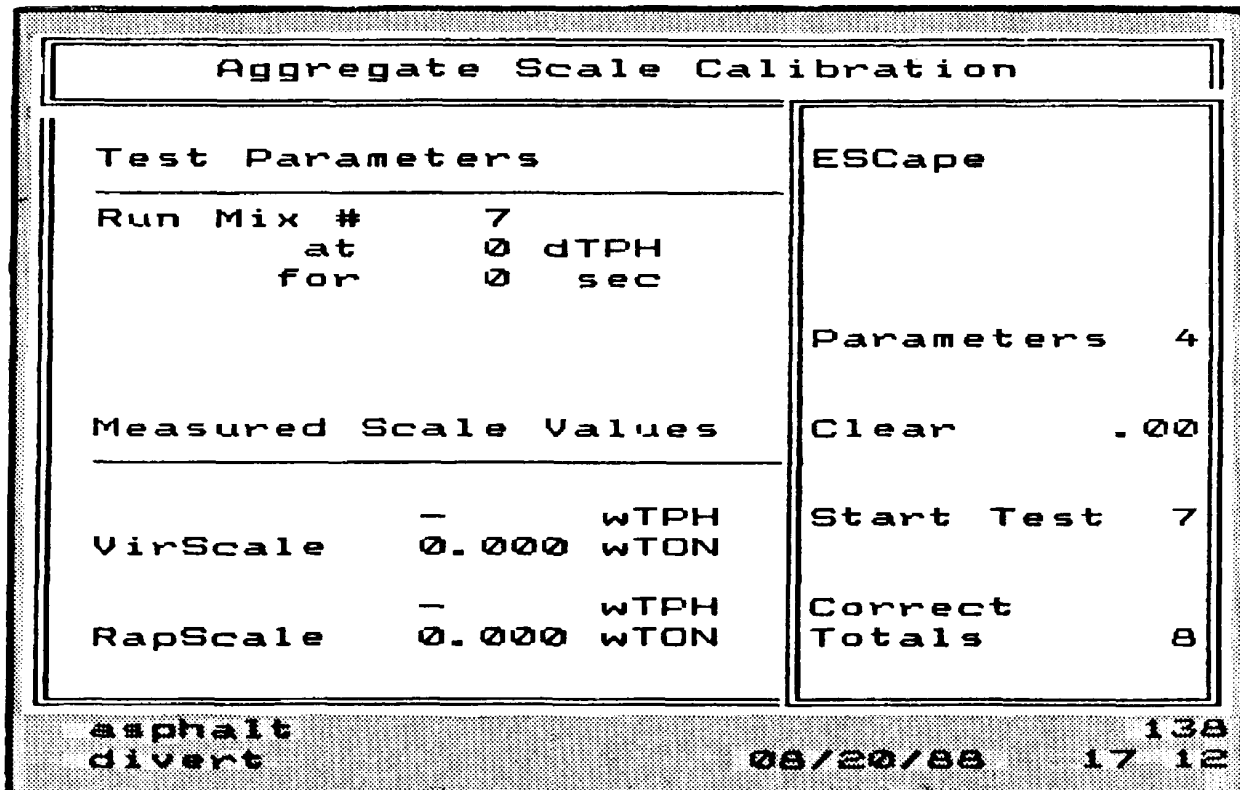 Aggregate Scale Calibration
Test Parameters
Run Mix # 7
at 0 dTPH
for 0 sec
Measured Scale Values
- wTPH
VirScale 0.000 wTON
- wTPH
RapScale 0.000 wTON
ESCape
Parameters 4
Clear .00
Start Test 7
Correct
Totals 8
asphalt 138
divert 08/20/88 17 12